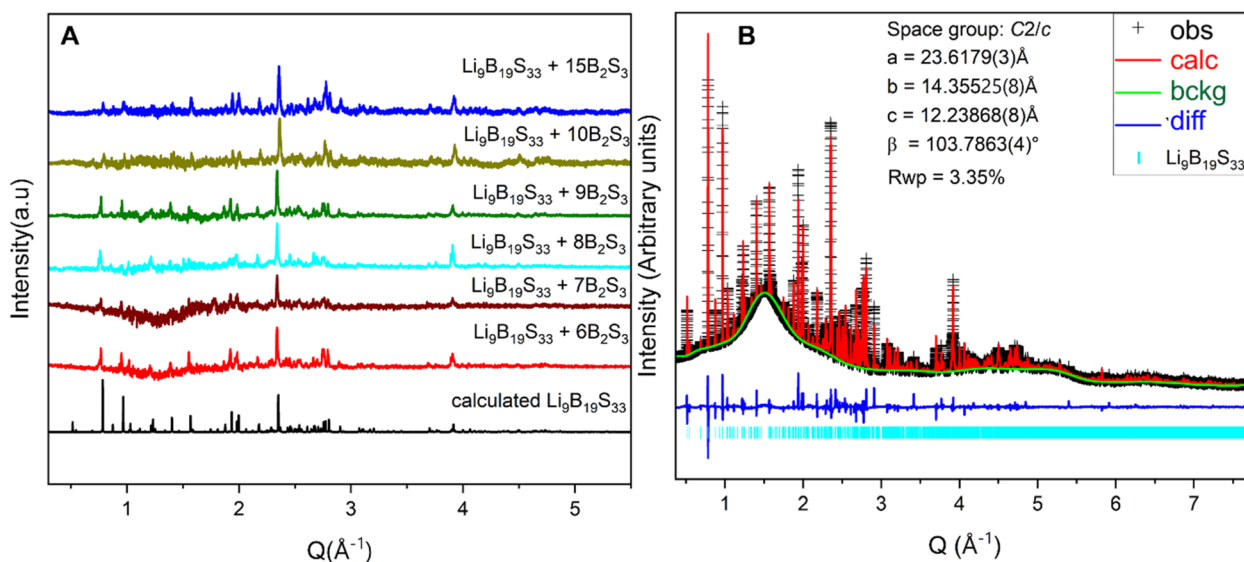 A
Li₉B₁₉S₃₃ + 15B₂S₃
Li₉B₁₉S₃₃ + 10B₂S₃
Li₉B₁₉S₃₃ + 9B₂S₃
Li₉B₁₉S₃₃ + 8B₂S₃
Li₉B₁₉S₃₃ + 7B₂S₃
Li₉B₁₉S₃₃ + 6B₂S₃
calculated Li₉B₁₉S₃₃
Intensity(a.u)
1 2 3 4 5
Q(Å⁻¹)
B
Space group: C2/c
a = 23.6179(3)Å
b = 14.35525(8)Å
c = 12.23868(8)Å
β = 103.7863(4)°
Rwp = 3.35%
obs
calc
bckg
diff
Li₉B₁₉S₃₃
Intensity (Arbitrary units)
1 2 3 4 5 6 7
Q (Å⁻¹)